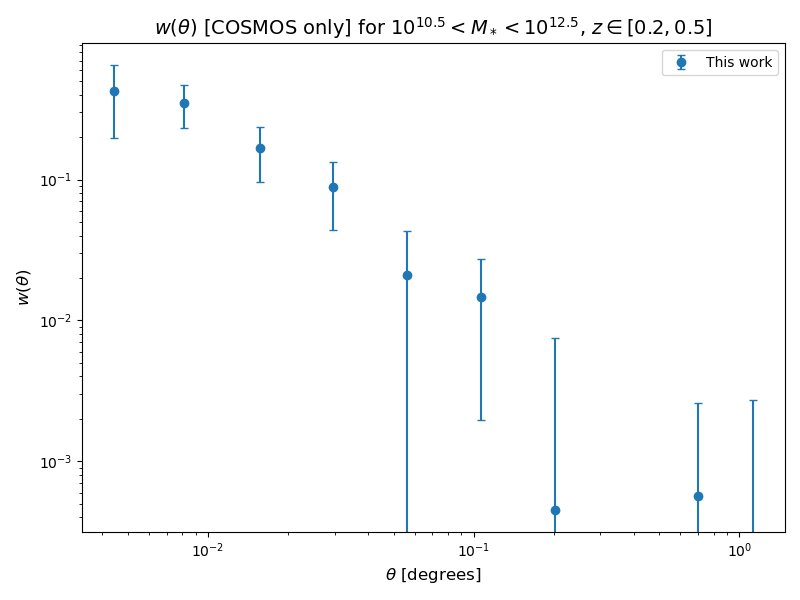 w(θ) [COSMOS only] for 10^10.5 < M_* < 10^12.5, z ∈ [0.2, 0.5]
This work
w(θ)
10^-1
10^-2
10^-3
10^-2 10^-1 10^0
θ [degrees]